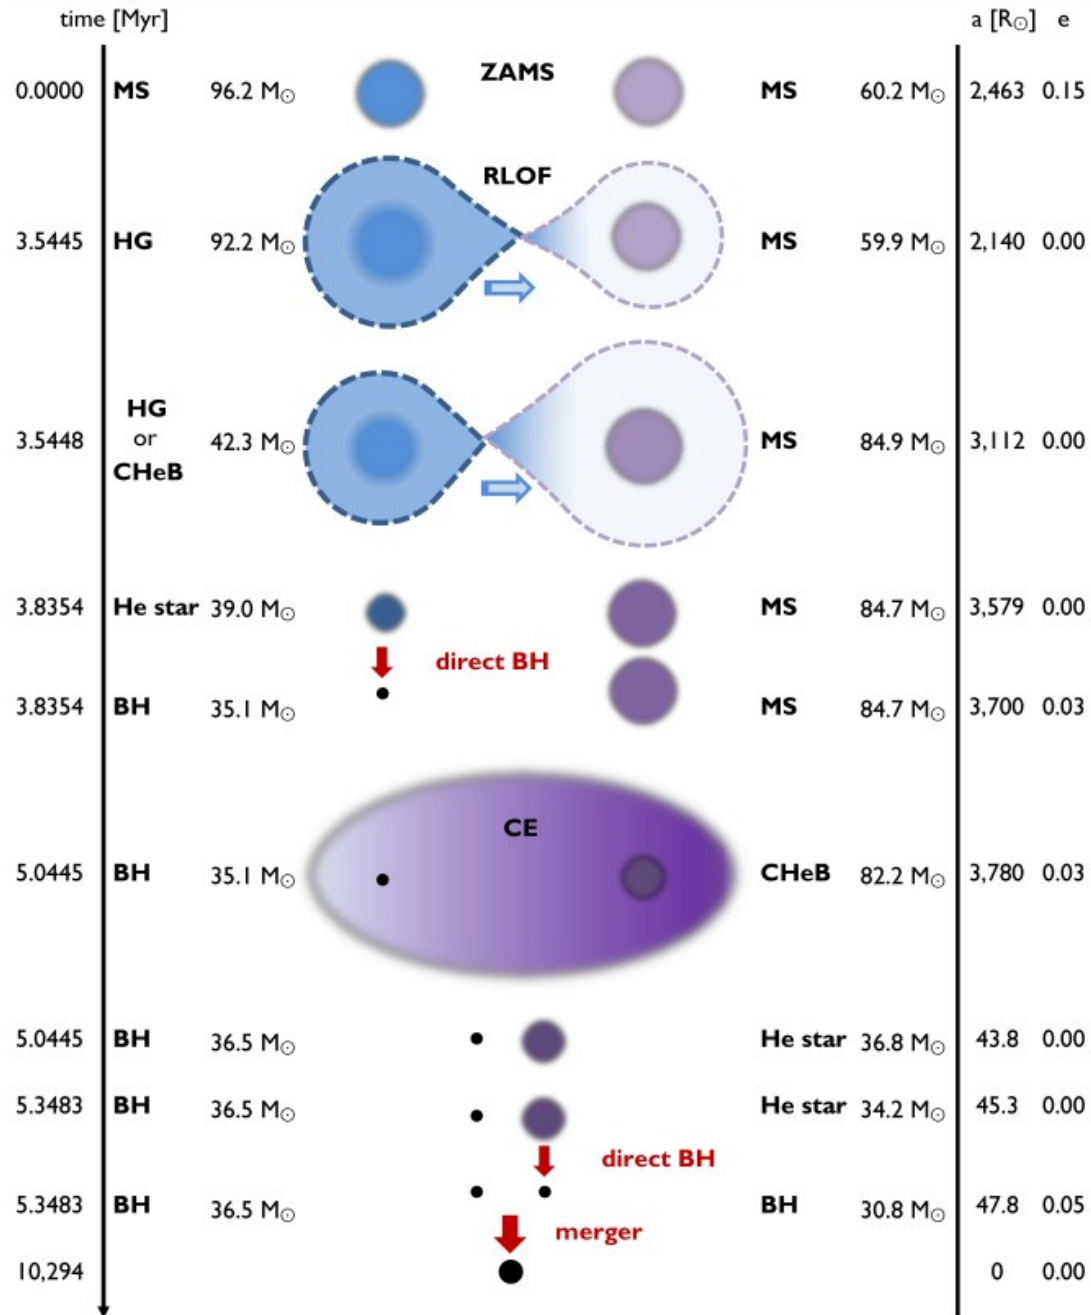 time [Myr] a [R☉] e
ZAMS
0.0000 MS 96.2 M☉ MS 60.2 M☉ 2,463 0.15
RLOF
3.5445 HG 92.2 M☉ MS 59.9 M☉ 2,140 0.00
HG
or
CHeB
3.5448 42.3 M☉ MS 84.9 M☉ 3,112 0.00
3.8354 He star 39.0 M☉ MS 84.7 M☉ 3,579 0.00
direct BH
3.8354 BH 35.1 M☉ MS 84.7 M☉ 3,700 0.03
CE
5.0445 BH 35.1 M☉ CHeB 82.2 M☉ 3,780 0.03
5.0445 BH 36.5 M☉ He star 36.8 M☉ 43.8 0.00
5.3483 BH 36.5 M☉ He star 34.2 M☉ 45.3 0.00
direct BH
5.3483 BH 36.5 M☉ BH 30.8 M☉ 47.8 0.05
merger
10,294 0 0.00